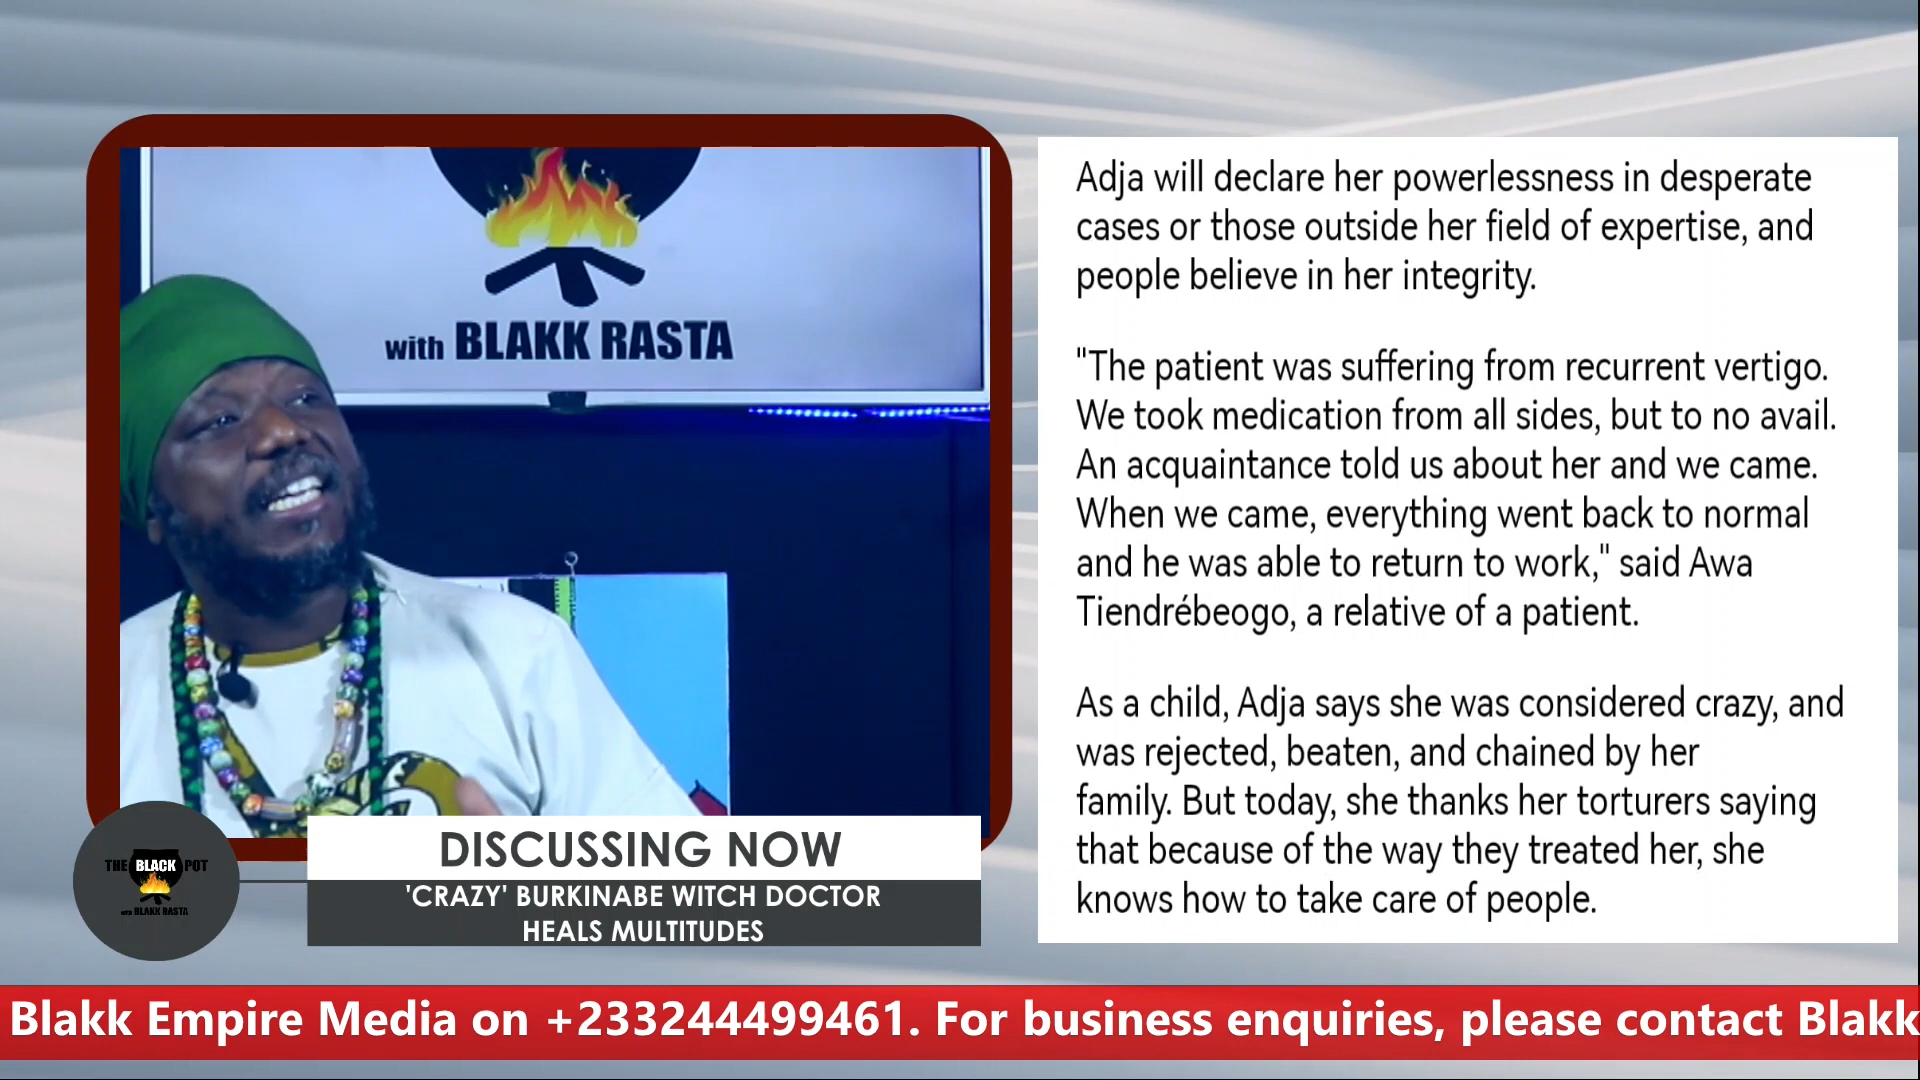 with BLAKK RASTA
Adja will declare her powerlessness in desperate
cases or those outside her field of expertise, and
people believe in her integrity.
"The patient was suffering from recurrent vertigo.
We took medication from all sides, but to no avail.
An acquaintance told us about her and we came.
When we came, everything went back to normal
and he was able to return to work," said Awa
Tiendrébeogo, a relative of a patient.
As a child, Adja says she was considered crazy, and
was rejected, beaten, and chained by her
family. But today, she thanks her torturers saying
that because of the way they treated her, she
knows how to take care of people.
THE BLACK POT
with BLAKK RASTA
DISCUSSING NOW
'CRAZY' BURKINABE WITCH DOCTOR
HEALS MULTITUDES
Blakk Empire Media on +233244499461. For business enquiries, please contact Blakk